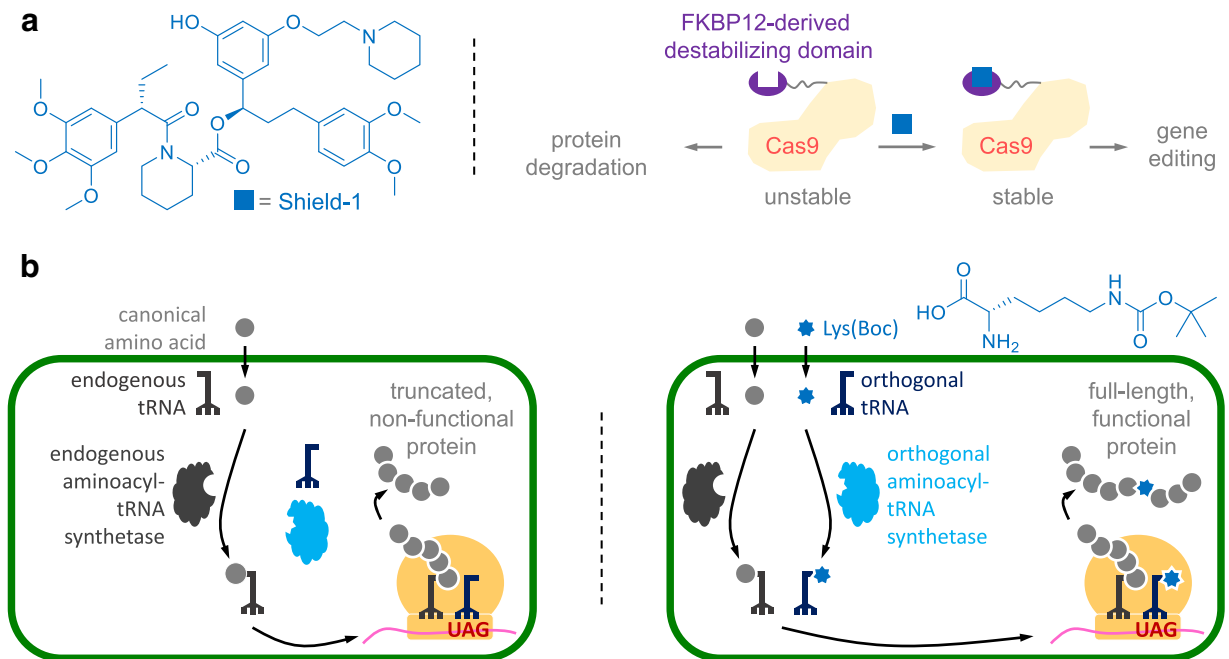 a
HO
O
N
O
O
O
O
O
O
N
O
O
O
O
= Shield-1
FKBP12-derived
destabilizing domain
protein
degradation
Cas9
unstable
Cas9
stable
gene
editing
b
canonical
amino acid
endogenous
tRNA
endogenous
aminoacyl-
tRNA
synthetase
truncated,
non-functional
protein
UAG
O
HO
NH2
H
N
O
O
Lys(Boc)
orthogonal
tRNA
orthogonal
aminoacyl-
tRNA
synthetase
full-length,
functional
protein
UAG